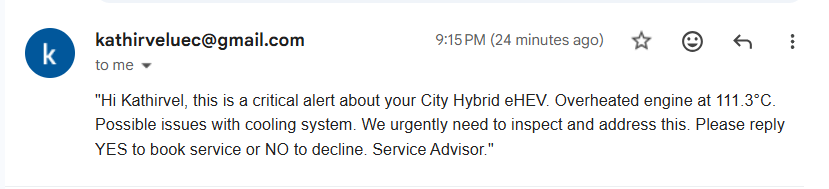 kathirveluec@gmail.com
9:15 PM (24 minutes ago)
k
to me
"Hi Kathirvel, this is a critical alert about your City Hybrid eHEV. Overheated engine at 111.3°C.
Possible issues with cooling system. We urgently need to inspect and address this. Please reply
YES to book service or NO to decline. Service Advisor."